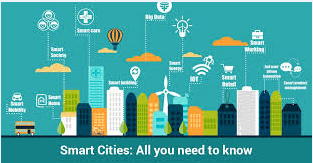 Big Data
Smart care
Smart
Working
Smart
Society
Smart
Energy
Smart building
IOT
Smart
Retail
Smart
Mobility
Smart
Home
Smart Cities: All you need to know